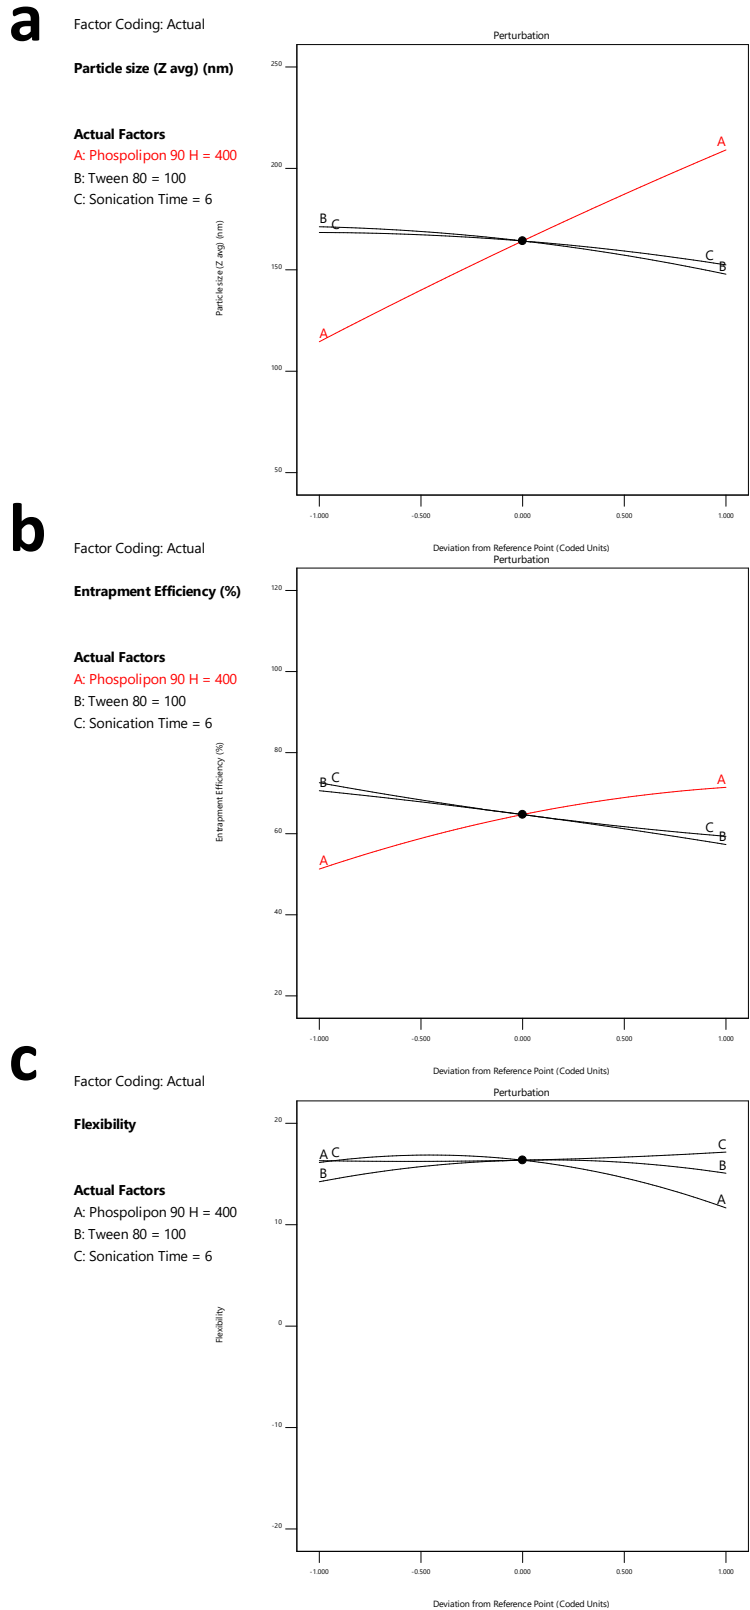 a
Factor Coding: Actual
Particle size (Z avg) (nm)
Actual Factors
A: Phospolipon 90 H = 400
B: Tween 80 = 100
C: Sonication Time = 6
Perturbation
Particle size (Z avg) (nm)
250
200
150
100
50
A
B
C
C
B
A
-1.000
-0.500
0.000
0.500
1.000
Deviation from Reference Point (Coded Units)
b
Factor Coding: Actual
Entrapment Efficiency (%)
Actual Factors
A: Phospolipon 90 H = 400
B: Tween 80 = 100
C: Sonication Time = 6
Perturbation
Entrapment Efficiency (%)
120
100
80
60
40
20
B
C
A
A
C
B
-1.000
-0.500
0.000
0.500
1.000
Deviation from Reference Point (Coded Units)
c
Factor Coding: Actual
Flexibility
Actual Factors
A: Phospolipon 90 H = 400
B: Tween 80 = 100
C: Sonication Time = 6
Perturbation
Flexibility
20
10
0
-10
-20
A
C
B
C
B
A
-1.000
-0.500
0.000
0.500
1.000
Deviation from Reference Point (Coded Units)